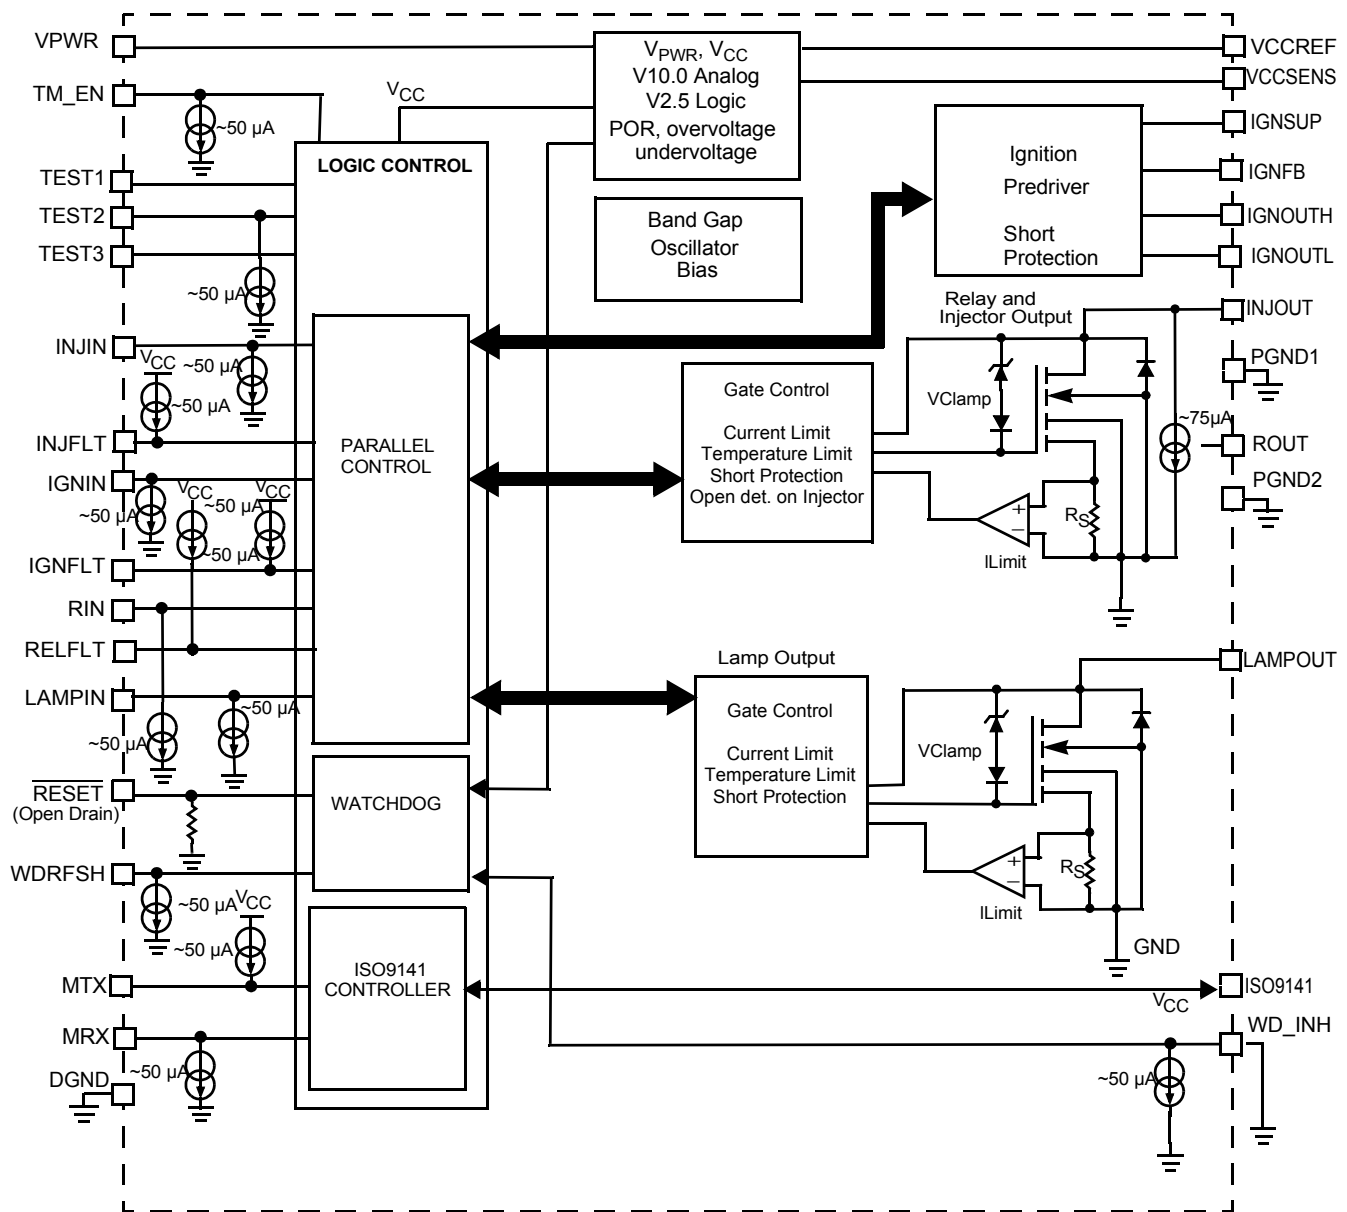 VPWR
TM_EN
~50 µA
TEST1
TEST2
TEST3
~50 µA
INJIN
VCC
~50 µA
~50 µA
INJFLT
IGNIN
VCC
~50 µA
VCC
~50 µA
~50 µA
IGNFLT
RIN
RELFLT
LAMPIN
~50 µA
~50 µA
RESET
(Open Drain)
WDRFSH
~50 µA
VCC
~50 µA
MTX
MRX
~50 µA
DGND
VCC
LOGIC CONTROL
PARALLEL
CONTROL
WATCHDOG
ISO9141
CONTROLLER
VPWR, VCC
V10.0 Analog
V2.5 Logic
POR, overvoltage
undervoltage
Band Gap
Oscillator
Bias
Ignition
Predriver
Short
Protection
Relay and
Injector Output
Gate Control
Current Limit
Temperature Limit
Short Protection
Open det. on Injector
VClamp
~75µA
+
−
RS
ILimit
Lamp Output
Gate Control
Current Limit
Temperature Limit
Short Protection
VClamp
+
−
RS
ILimit
GND
VCC
~50 µA
VCCREF
VCCSENS
IGNSUP
IGNFB
IGNOUTH
IGNOUTL
INJOUT
PGND1
ROUT
PGND2
LAMPOUT
ISO9141
WD_INH